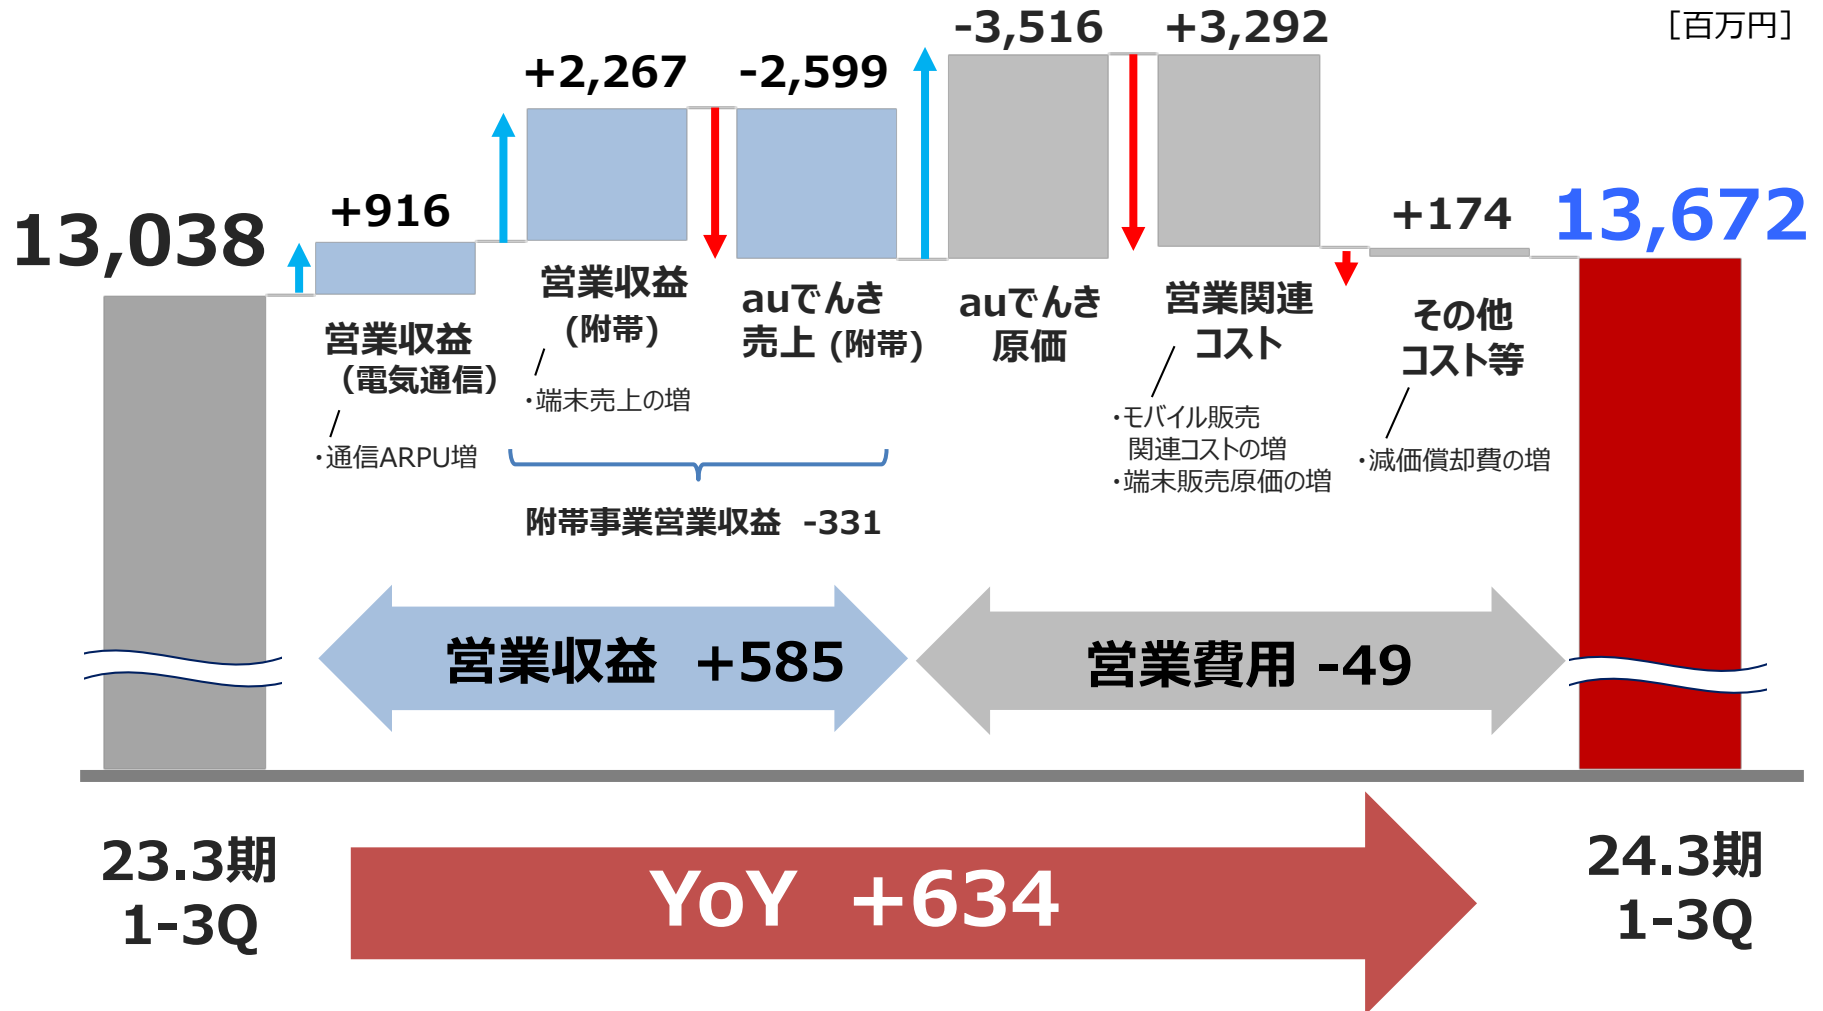 ［百万円］
13,038
+916
+2,267
-2,599
-3,516
+3,292
+174
13,672
営業収益
（電気通信）
・通信ARPU増
営業収益
(附帯)
・端末売上の増
auでんき
売上 (附帯)
auでんき
原価
営業関連
コスト
・モバイル販売
関連コストの増
・端末販売原価の増
その他
コスト等
・減価償却費の増
附帯事業営業収益 -331
営業収益 +585
営業費用 -49
23.3期
1-3Q
YoY +634
24.3期
1-3Q